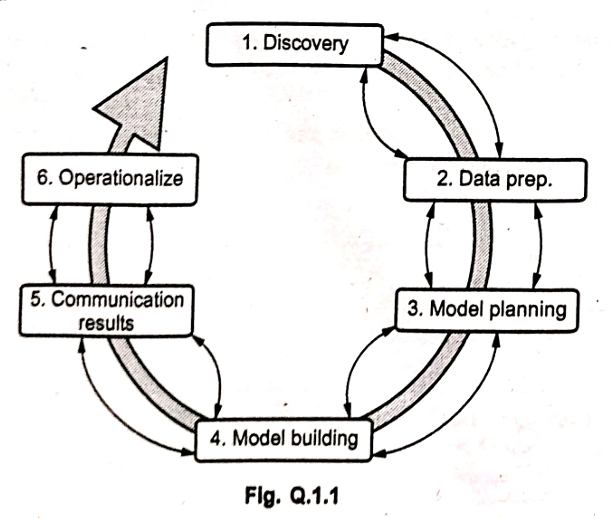 1. Discovery
2. Data prep.
3. Model planning
4. Model building
5. Communication
results
6. Operationalize
Fig. Q.1.1